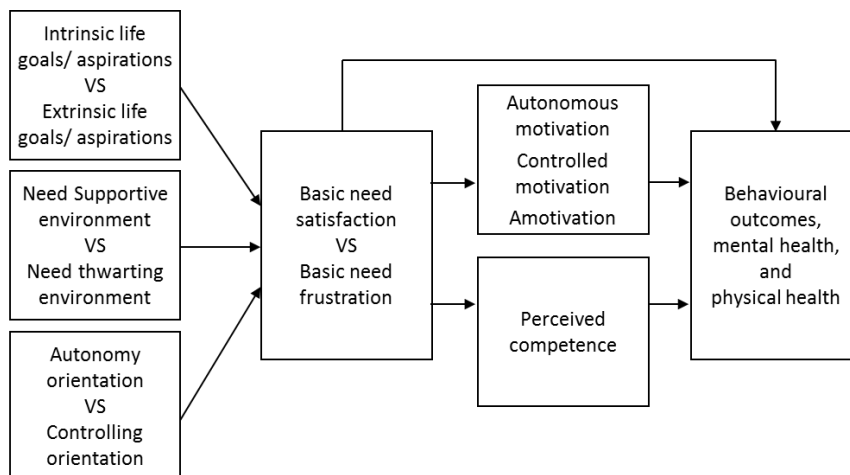 Intrinsic life
goals/ aspirations
VS
Extrinsic life
goals/ aspirations
Need Supportive
environment
VS
Need thwarting
environment
Autonomy
orientation
VS
Controlling
orientation
Basic need
satisfaction
VS
Basic need
frustration
Autonomous
motivation
Controlled
motivation
Amotivation
Perceived
competence
Behavioural
outcomes,
mental health,
and
physical health